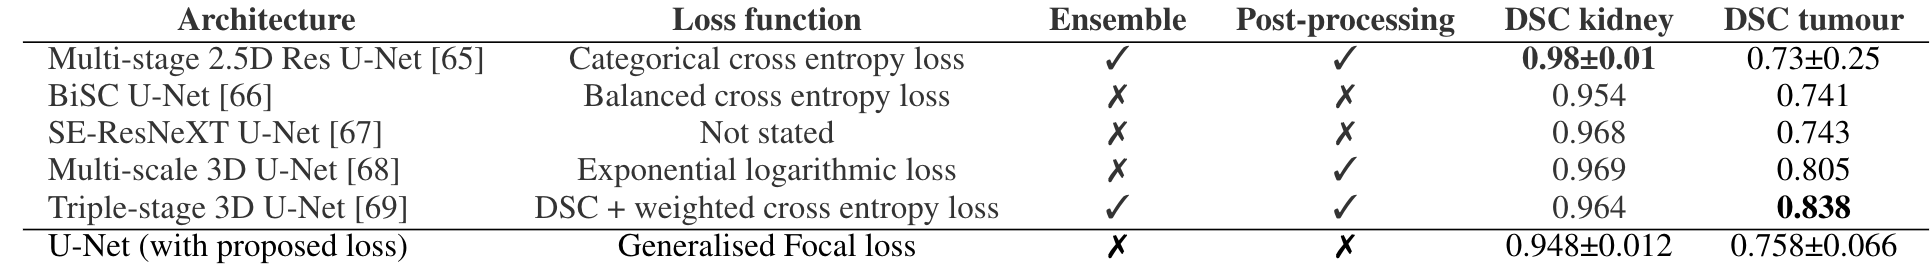 Architecture Loss function Ensemble Post-processing DSC kidney DSC tumour
Multi-stage 2.5D Res U-Net [65] Categorical cross entropy loss ✓ ✓ 0.98±0.01 0.73±0.25
BiSC U-Net [66] Balanced cross entropy loss ✗ ✗ 0.954 0.741
SE-ResNeXT U-Net [67] Not stated ✗ ✗ 0.968 0.743
Multi-scale 3D U-Net [68] Exponential logarithmic loss ✗ ✓ 0.969 0.805
Triple-stage 3D U-Net [69] DSC + weighted cross entropy loss ✓ ✓ 0.964 0.838
U-Net (with proposed loss) Generalised Focal loss ✗ ✗ 0.948±0.012 0.758±0.066